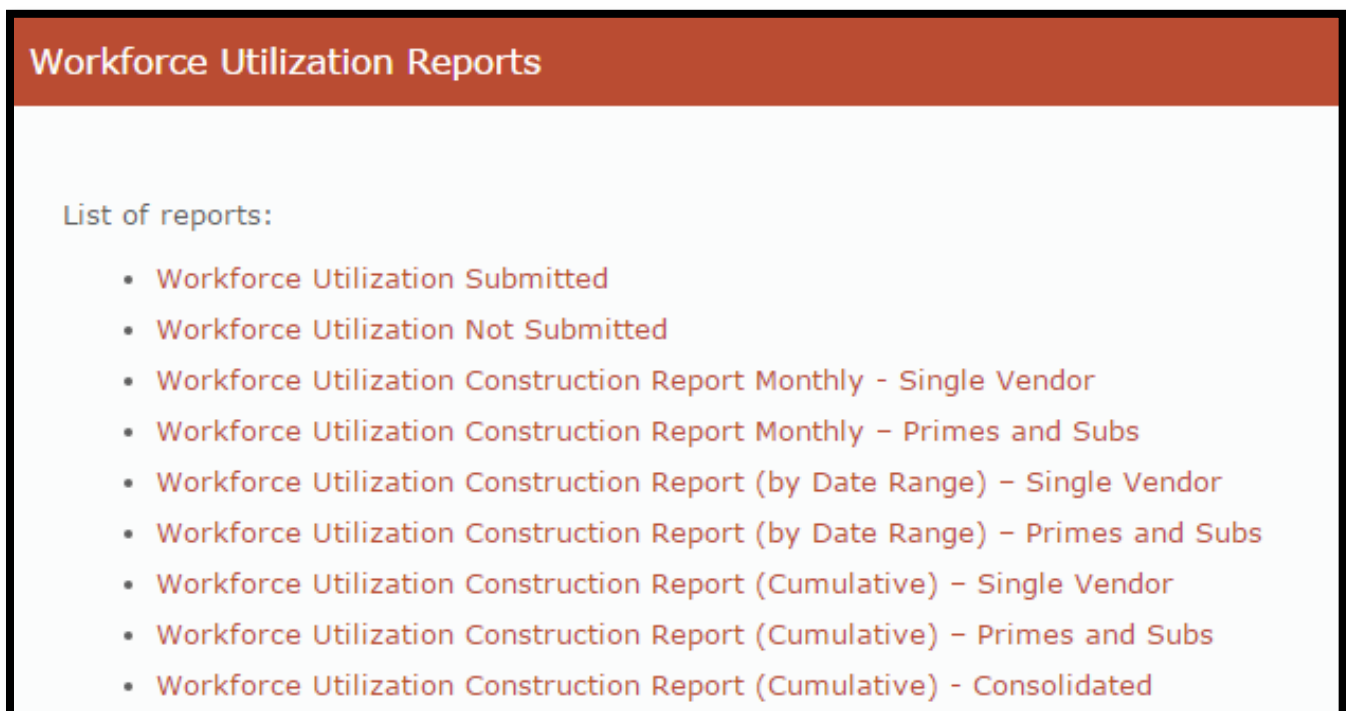 Workforce Utilization Reports
List of reports:
• Workforce Utilization Submitted
• Workforce Utilization Not Submitted
• Workforce Utilization Construction Report Monthly - Single Vendor
• Workforce Utilization Construction Report Monthly – Primes and Subs
• Workforce Utilization Construction Report (by Date Range) – Single Vendor
• Workforce Utilization Construction Report (by Date Range) – Primes and Subs
• Workforce Utilization Construction Report (Cumulative) – Single Vendor
• Workforce Utilization Construction Report (Cumulative) – Primes and Subs
• Workforce Utilization Construction Report (Cumulative) - Consolidated